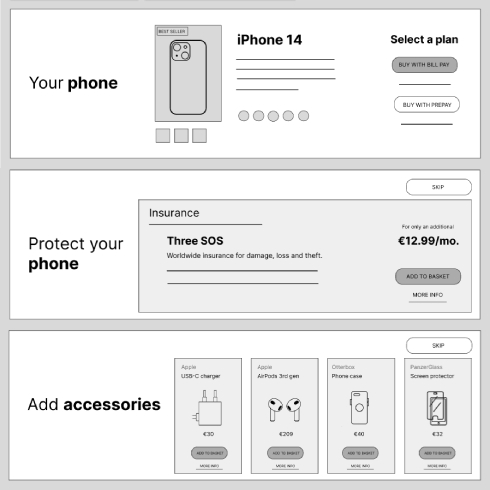 Your phone
BEST SELLER
iPhone 14
Select a plan
BUY WITH BILL PAY
BUY WITH PREPAY
SKIP
Protect your
phone
Insurance
Three SOS
Worldwide insurance for damage, loss and theft.
For only an additional
€12.99/mo.
ADD TO BASKET
MORE INFO
SKIP
Add accessories
Apple
USB-C charger
€30
ADD TO BASKET
MORE INFO
Apple
AirPods 3rd gen
€209
ADD TO BASKET
MORE INFO
Otterbox
Phone case
€40
ADD TO BASKET
MORE INFO
PanzerGlass
Screen protector
€32
ADD TO BASKET
MORE INFO